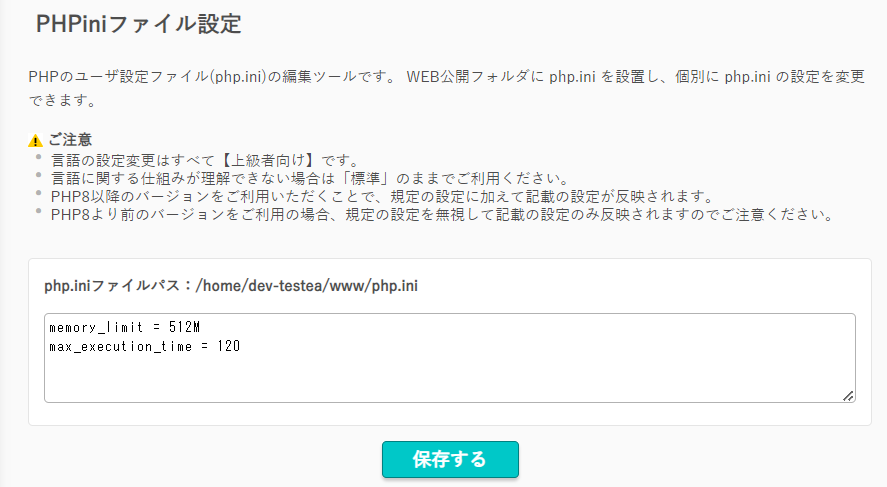 PHPiniファイル設定
PHPのユーザ設定ファイル(php.ini)の編集ツールです。 WEB公開フォルダに php.ini を設置し、個別に php.ini の設定を変更
できます。
ご注意
言語の設定変更はすべて【上級者向け】です。
言語に関する仕組みが理解できない場合は「標準」のままでご利用ください。
PHP8以降のバージョンをご利用いただくことで、規定の設定に加えて記載の設定が反映されます。
PHP8より前のバージョンをご利用の場合、規定の設定を無視して記載の設定のみ反映されますのでご注意ください。
php.iniファイルパス：/home/dev-testea/www/php.ini
memory_limit = 512M
max_execution_time = 120
保存する